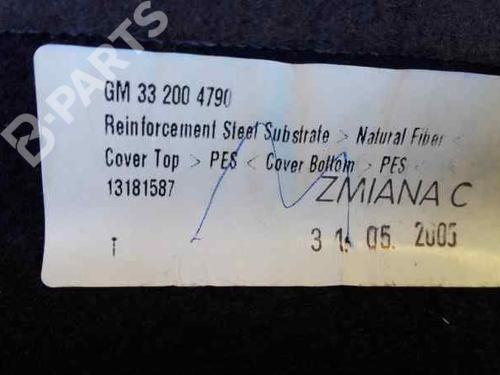 B-PARTS
GM 33 200 4790
Reinforcement Steel Substrate > Natural Fiber <
Cover Top > PES < Cover Bottom > PES <
13181587
ZMIANA C
T
31. 05. 2005